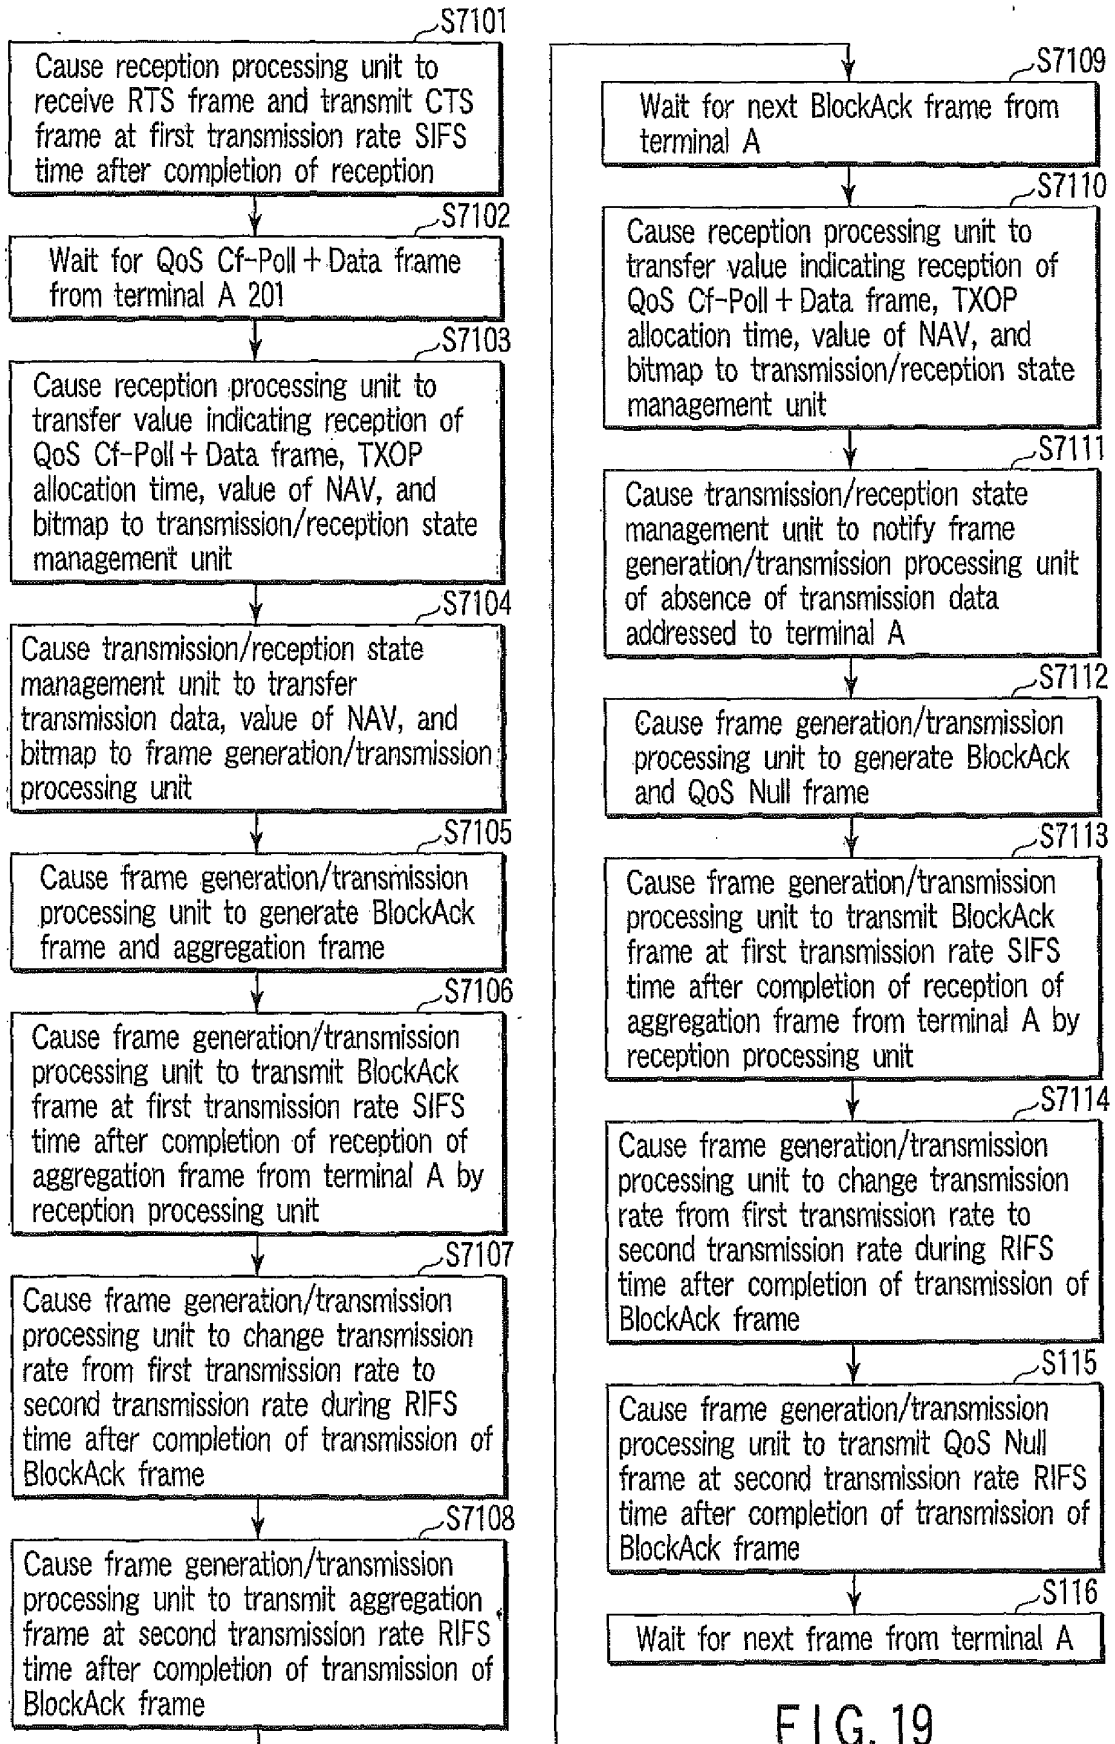 S7101
Cause reception processing unit to
receive RTS frame and transmit CTS
frame at first transmission rate SIFS
time after completion of reception
S7102
Wait for QoS Cf-Poll + Data frame
from terminal A 201
S7103
Cause reception processing unit to
transfer value indicating reception of
QoS Cf-Poll + Data frame, TXOP
allocation time, value of NAV, and
bitmap to transmission/reception state
management unit
S7104
Cause transmission/reception state
management unit to transfer
transmission data, value of NAV, and
bitmap to frame generation/transmission
processing unit
S7105
Cause frame generation/transmission
processing unit to generate BlockAck
frame and aggregation frame
S7106
Cause frame generation/transmission
processing unit to transmit BlockAck
frame at first transmission rate SIFS
time after completion of reception of
aggregation frame from terminal A by
reception processing unit
S7107
Cause frame generation/transmission
processing unit to change transmission
rate from first transmission rate to
second transmission rate during RIFS
time after completion of transmission of
BlockAck frame
S7108
Cause frame generation/transmission
processing unit to transmit aggregation
frame at second transmission rate RIFS
time after completion of transmission of
BlockAck frame
S7109
Wait for next BlockAck frame from
terminal A
S7110
Cause reception processing unit to
transfer value indicating reception of
QoS Cf-Poll + Data frame, TXOP
allocation time, value of NAV, and
bitmap to transmission/reception state
management unit
S7111
Cause transmission/reception state
management unit to notify frame
generation/transmission processing unit
of absence of transmission data
addressed to terminal A
S7112
Cause frame generation/transmission
processing unit to generate BlockAck
and QoS Null frame
S7113
Cause frame generation/transmission
processing unit to transmit BlockAck
frame at first transmission rate SIFS
time after completion of reception of
aggregation frame from terminal A by
reception processing unit
S7114
Cause frame generation/transmission
processing unit to change transmission
rate from first transmission rate to
second transmission rate during RIFS
time after completion of transmission of
BlockAck frame
S115
Cause frame generation/transmission
processing unit to transmit QoS Null
frame at second transmission rate RIFS
time after completion of transmission of
BlockAck frame
S116
Wait for next frame from terminal A
FIG. 19